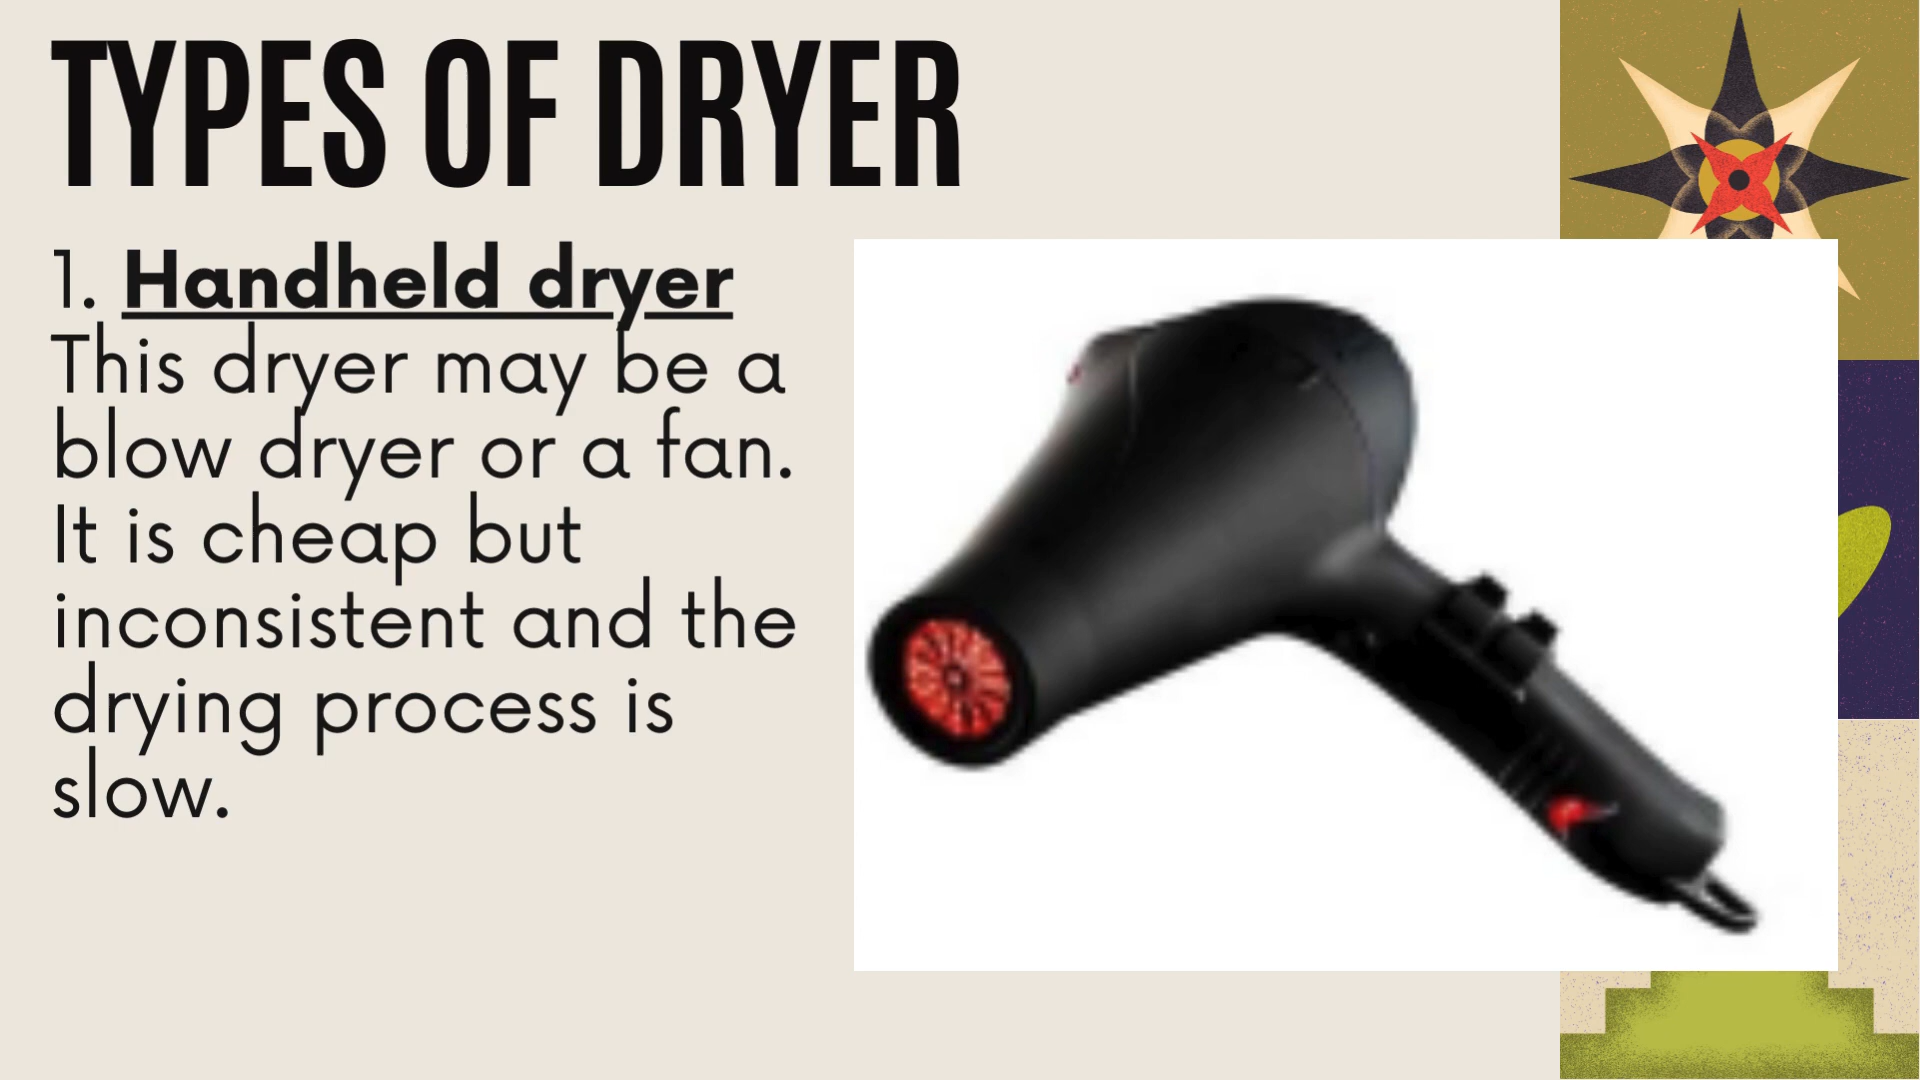 TYPES OF DRYER
1. Handheld dryer
This dryer may be a
blow dryer or a fan.
It is cheap but
inconsistent and the
drying process is
slow.